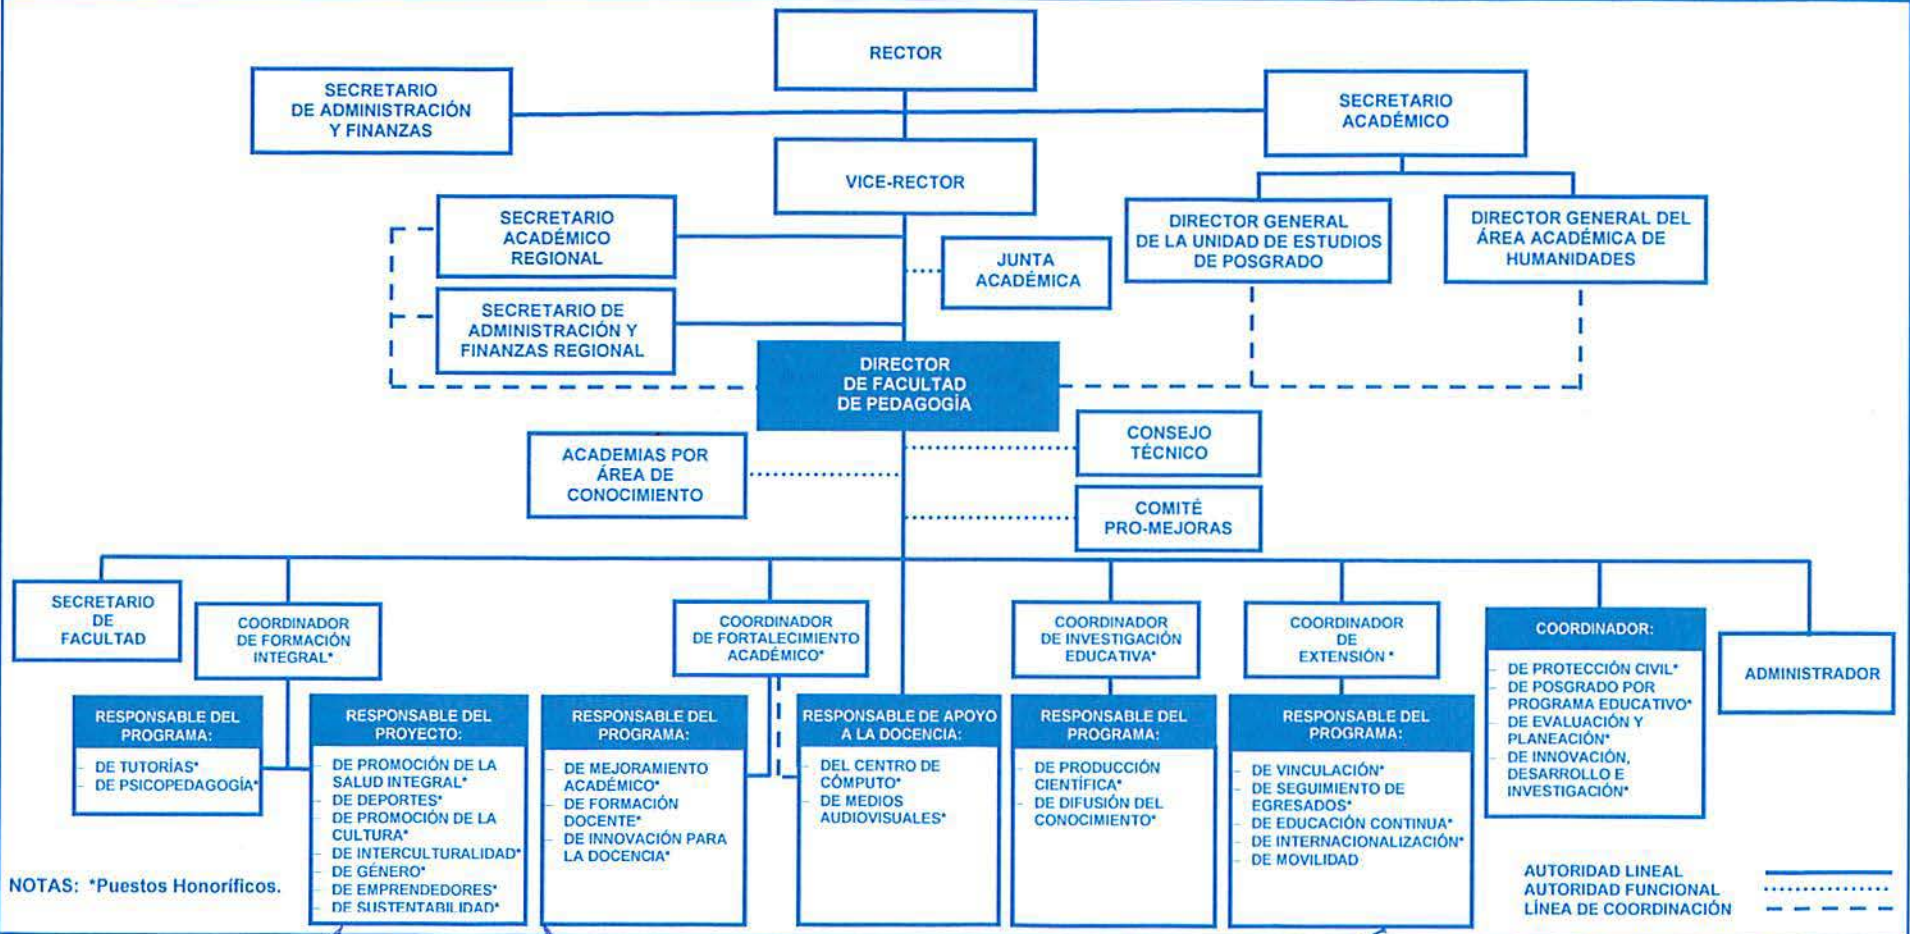 RECTOR
SECRETARIO
DE ADMINISTRACIÓN
Y FINANZAS
SECRETARIO
ACADÉMICO
VICE-RECTOR
SECRETARIO
ACADÉMICO
REGIONAL
JUNTA
ACADÉMICA
DIRECTOR GENERAL
DE LA UNIDAD DE ESTUDIOS
DE POSGRADO
DIRECTOR GENERAL DEL
ÁREA ACADÉMICA DE
HUMANIDADES
SECRETARIO DE
ADMINISTRACIÓN Y
FINANZAS REGIONAL
DIRECTOR
DE FACULTAD
DE PEDAGOGÍA
ACADEMIAS POR
ÁREA DE
CONOCIMIENTO
CONSEJO
TÉCNICO
COMITÉ
PRO-MEJORAS
SECRETARIO
DE
FACULTAD
COORDINADOR
DE FORMACIÓN
INTEGRAL*
COORDINADOR
DE FORTALECIMIENTO
ACADÉMICO*
COORDINADOR
DE INVESTIGACIÓN
EDUCATIVA*
COORDINADOR
DE
EXTENSIÓN *
COORDINADOR:
- DE PROTECCIÓN CIVIL*
- DE POSGRADO POR
PROGRAMA EDUCATIVO*
- DE EVALUACIÓN Y
PLANEACIÓN*
- DE INNOVACIÓN,
DESARROLLO E
INVESTIGACIÓN*
ADMINISTRADOR
RESPONSABLE DEL
PROGRAMA:
- DE TUTORÍAS*
- DE PSICOPEDAGOGÍA*
RESPONSABLE DEL
PROYECTO:
- DE PROMOCIÓN DE LA
SALUD INTEGRAL*
- DE DEPORTES*
- DE PROMOCIÓN DE LA
CULTURA*
- DE INTERCULTURALIDAD*
- DE GÉNERO*
- DE EMPRENDEDORES*
- DE SUSTENTABILIDAD*
RESPONSABLE DEL
PROGRAMA:
- DE MEJORAMIENTO
ACADÉMICO*
- DE FORMACIÓN
DOCENTE*
- DE INNOVACIÓN PARA
LA DOCENCIA*
RESPONSABLE DE APOYO
A LA DOCENCIA:
- DEL CENTRO DE
CÓMPUTO*
- DE MEDIOS
AUDIOVISUALES*
RESPONSABLE DEL
PROGRAMA:
- DE PRODUCCIÓN
CIENTÍFICA*
- DE DIFUSIÓN DEL
CONOCIMIENTO*
RESPONSABLE DEL
PROGRAMA:
- DE VINCULACIÓN*
- DE SEGUIMIENTO DE
EGRESADOS*
- DE EDUCACIÓN CONTINUA*
- DE INTERNACIONALIZACIÓN*
- DE MOVILIDAD
NOTAS: *Puestos Honoríficos.
AUTORIDAD LINEAL
AUTORIDAD FUNCIONAL
LÍNEA DE COORDINACIÓN